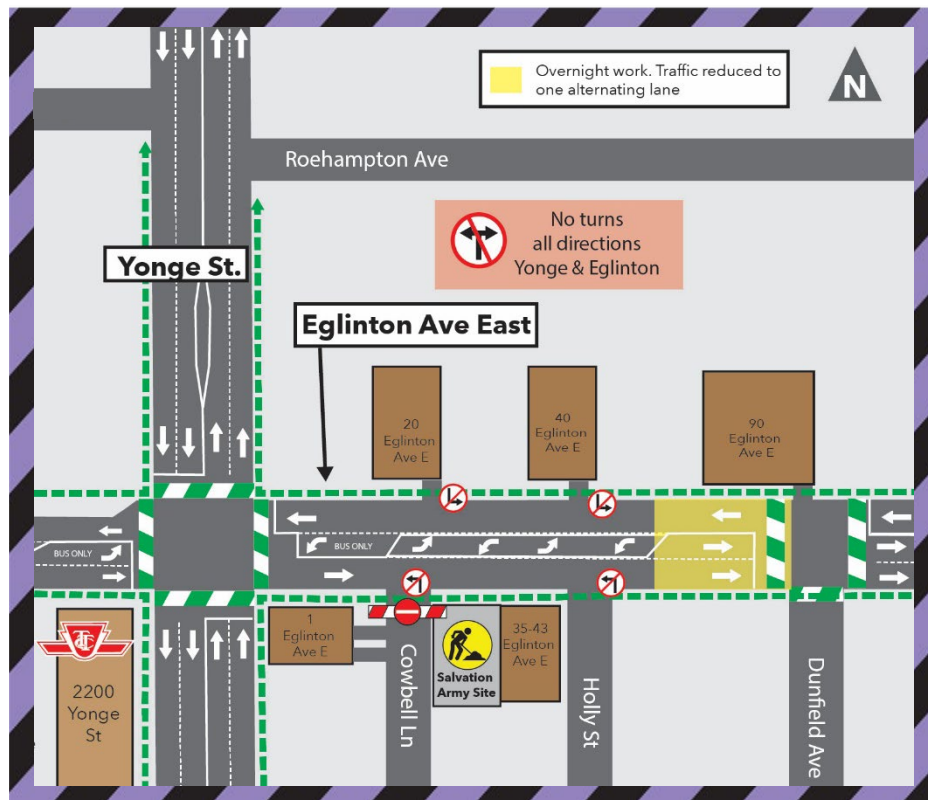 Overnight work. Traffic reduced to
one alternating lane
N
Roehampton Ave
No turns
all directions
Yonge & Eglinton
Yonge St.
Eglinton Ave East
20
Eglinton
Ave E
40
Eglinton
Ave E
90
Eglinton
Ave E
BUS ONLY
BUS ONLY
1
Eglinton
Ave E
Cowbell Ln
Salvation
Army Site
35-43
Eglinton
Ave E
Holly St
Dunfield Ave
TTC
2200
Yonge
St